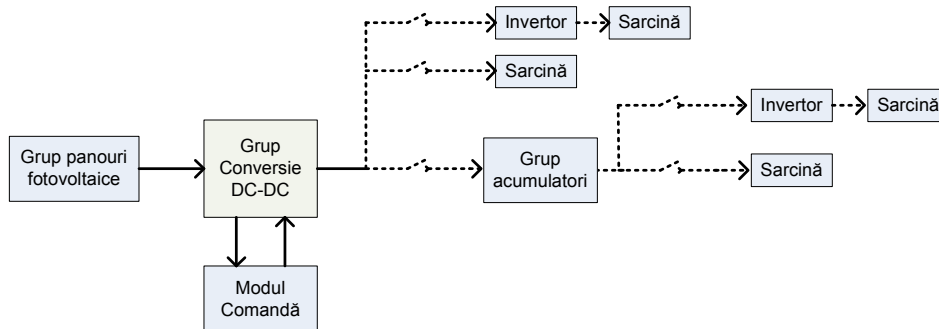 Invertor
Sarcină
Sarcină
Grup panouri
fotovoltaice
Grup
Conversie
DC-DC
Grup
acumulatori
Invertor
Sarcină
Sarcină
Modul
Comandă